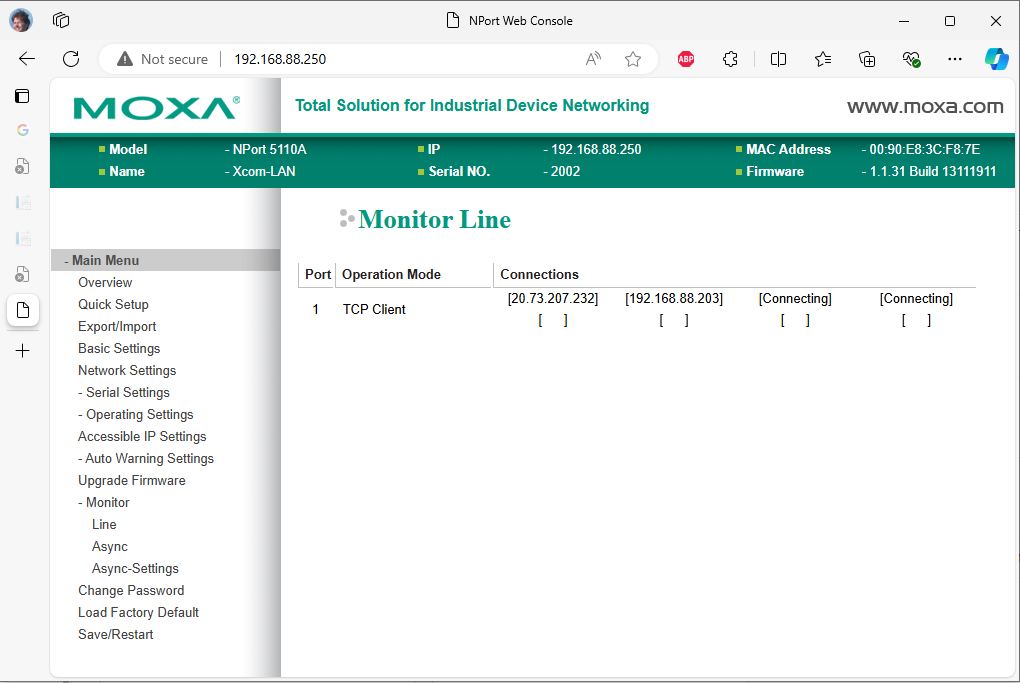 NPort Web Console
Not secure 192.168.88.250
ABP
MOXA® Total Solution for Industrial Device Networking www.moxa.com
Model - NPort 5110A IP - 192.168.88.250 MAC Address - 00:90:E8:3C:F8:7E
Name - Xcom-LAN Serial NO. - 2002 Firmware - 1.1.31 Build 13111911
Monitor Line
- Main Menu
Overview
Quick Setup
Export/Import
Basic Settings
Network Settings
- Serial Settings
- Operating Settings
Accessible IP Settings
- Auto Warning Settings
Upgrade Firmware
- Monitor
Line
Async
Async-Settings
Change Password
Load Factory Default
Save/Restart
Port Operation Mode Connections
1 TCP Client [20.73.207.232] [192.168.88.203] [Connecting] [Connecting]
[ ] [ ] [ ] [ ]